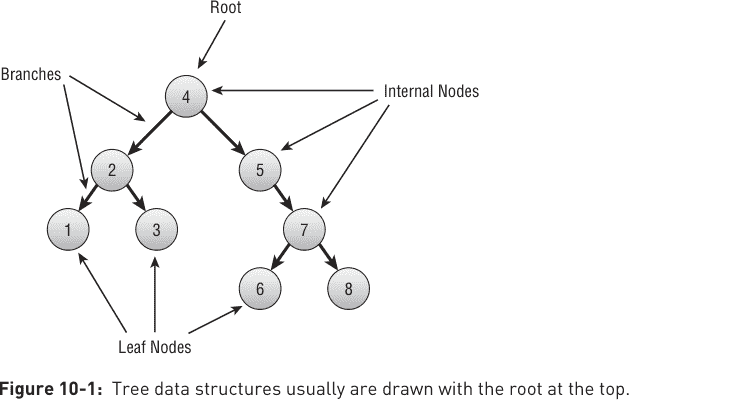 Root
Branches
Internal Nodes
4
2
5
1
3
7
6
8
Leaf Nodes
Figure 10-1: Tree data structures usually are drawn with the root at the top.